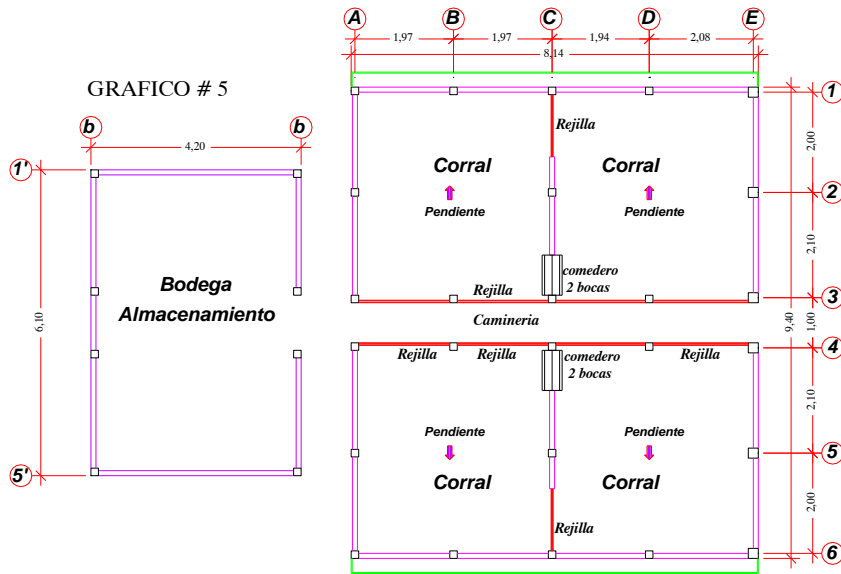 A B C D E
1,97 1,97 1,94 2,08
8,14
GRAFICO # 5
b b
4,20
1'
5'
6,10
Bodega
Almacenamiento
1
2
3
4
5
6
2,00
2,10
1,00
2,10
2,00
9,40
Rejilla
Corral
Corral
Pendiente
Pendiente
comedero
2 bocas
Rejilla
Camineria
Rejilla
Rejilla
comedero
2 bocas
Rejilla
Pendiente
Pendiente
Corral
Corral
Rejilla